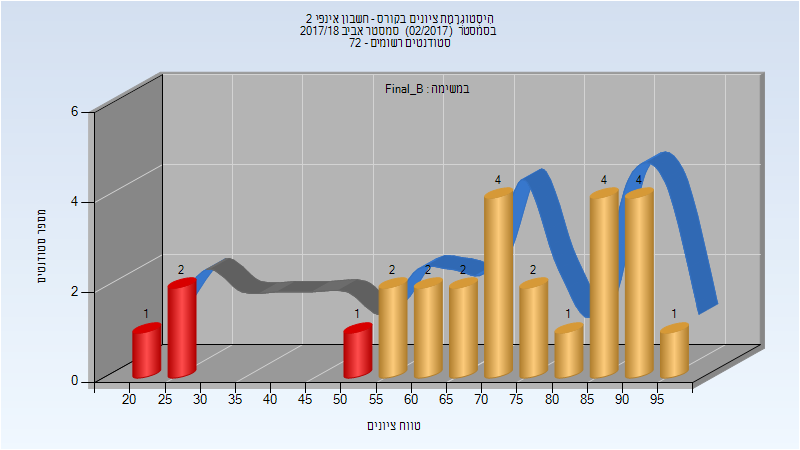 היסטוגרמת ציונים בקורס - חשבון אינפי 2
בסמסטר (02/2017) סמסטר אביב 2017/18
סטודנטים רשומים - 72
במשימה : Final_B
מספר סטודנטים
6
4
2
0
1
2
1
2
2
2
4
2
1
4
4
1
20 25 30 35 40 45 50 55 60 65 70 75 80 85 90 95
טווח ציונים